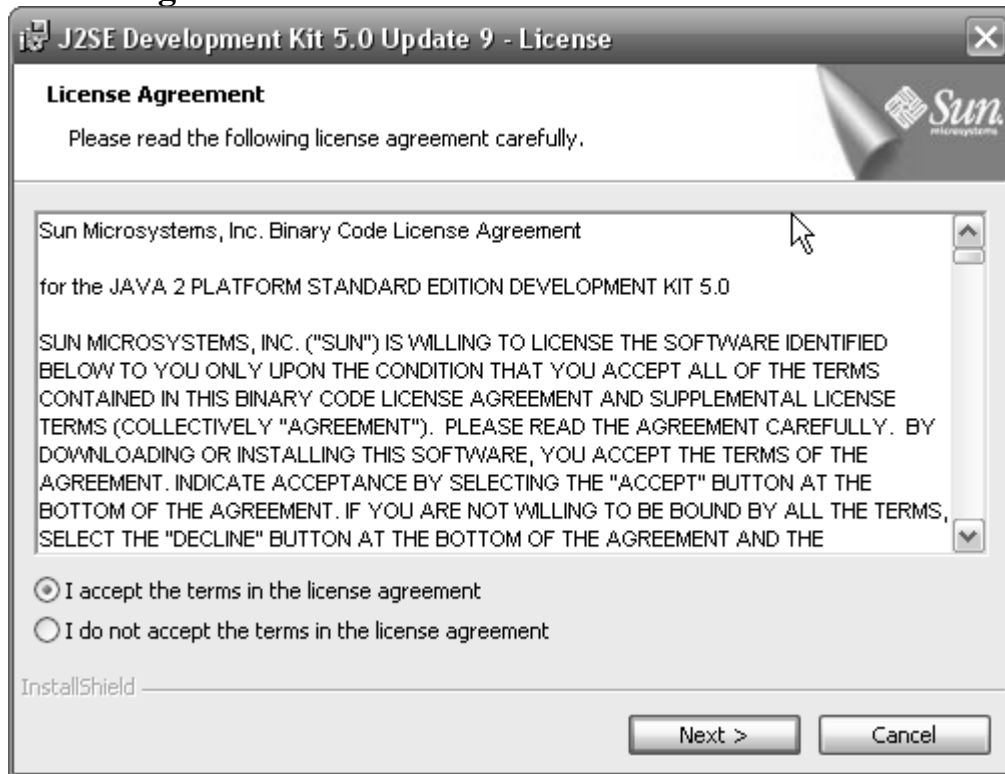 J2SE Development Kit 5.0 Update 9 - License
License Agreement
Please read the following license agreement carefully.
Sun
microsystems
Sun Microsystems, Inc. Binary Code License Agreement
for the JAVA 2 PLATFORM STANDARD EDITION DEVELOPMENT KIT 5.0
SUN MICROSYSTEMS, INC. ("SUN") IS WILLING TO LICENSE THE SOFTWARE IDENTIFIED
BELOW TO YOU ONLY UPON THE CONDITION THAT YOU ACCEPT ALL OF THE TERMS
CONTAINED IN THIS BINARY CODE LICENSE AGREEMENT AND SUPPLEMENTAL LICENSE
TERMS (COLLECTIVELY "AGREEMENT").  PLEASE READ THE AGREEMENT CAREFULLY.  BY
DOWNLOADING OR INSTALLING THIS SOFTWARE, YOU ACCEPT THE TERMS OF THE
AGREEMENT. INDICATE ACCEPTANCE BY SELECTING THE "ACCEPT" BUTTON AT THE
BOTTOM OF THE AGREEMENT. IF YOU ARE NOT WILLING TO BE BOUND BY ALL THE TERMS,
SELECT THE "DECLINE" BUTTON AT THE BOTTOM OF THE AGREEMENT AND THE
I accept the terms in the license agreement
I do not accept the terms in the license agreement
InstallShield
Next >
Cancel